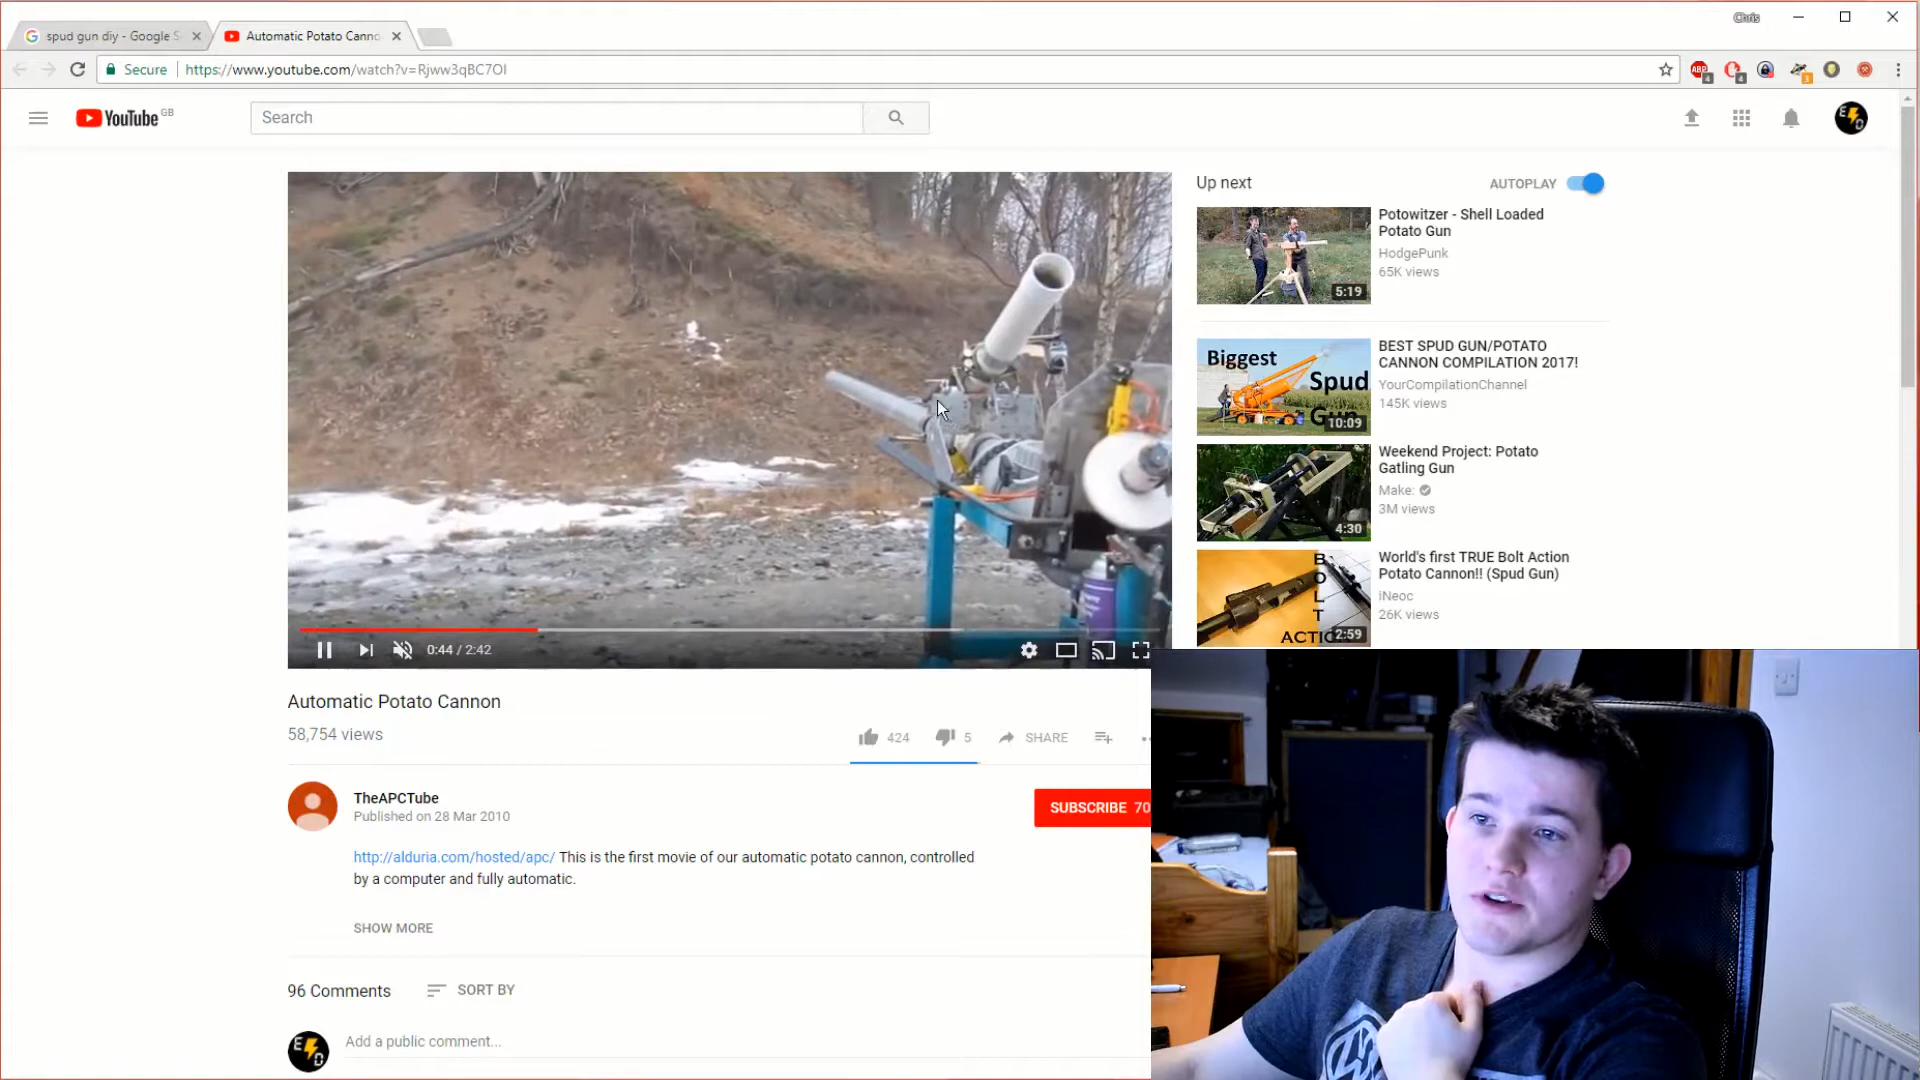 spud gun diy - Google S
Automatic Potato Canno
Chris
Secure
https://www.youtube.com/watch?v=Rjww3qBC7OI
YouTube GB
Search
Up next
AUTOPLAY
Potowitzer - Shell Loaded
Potato Gun
HodgePunk
65K views
5:19
Biggest
Spud
Gun
10:09
BEST SPUD GUN/POTATO
CANNON COMPILATION 2017!
YourCompilationChannel
145K views
Weekend Project: Potato
Gatling Gun
Make:
3M views
4:30
World's first TRUE Bolt Action
Potato Cannon!! (Spud Gun)
iNeoc
26K views
BOLT
ACTIO
2:59
0:44 / 2:42
Automatic Potato Cannon
58,754 views
424
5
SHARE
TheAPCTube
Published on 28 Mar 2010
SUBSCRIBE 70
http://alduria.com/hosted/apc/ This is the first movie of our automatic potato cannon, controlled
by a computer and fully automatic.
SHOW MORE
96 Comments
SORT BY
Add a public comment...